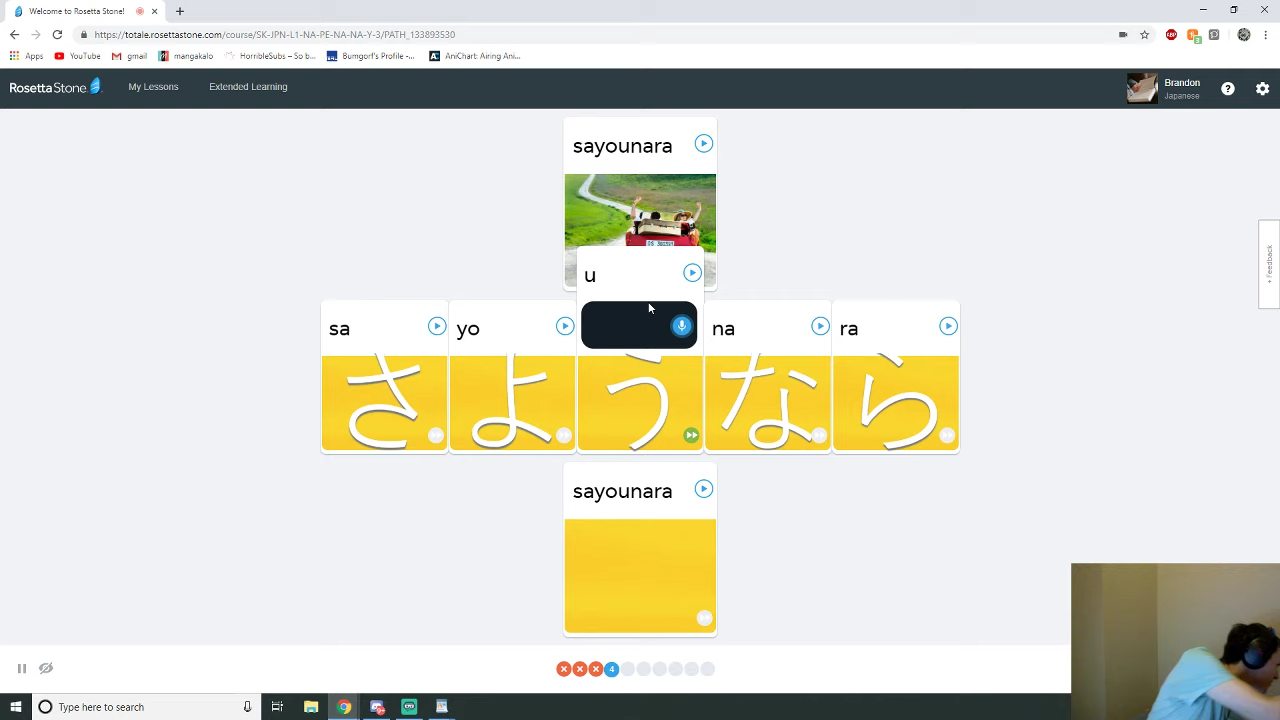 Welcome to Rosetta Stone!
https://totale.rosettastone.com/course/SK-JPN-L1-NA-PE-NA-NA-Y-3/PATH_133893530
Apps YouTube gmail mangakalo HorribleSubs – So b... Bumgorf's Profile -... AniChart: Airing Ani...
RosettaStone My Lessons Extended Learning Brandon
Japanese
sayounara
u
sa yo na ra
さ よ う な ら
sayounara
+Feedback
4
Type here to search